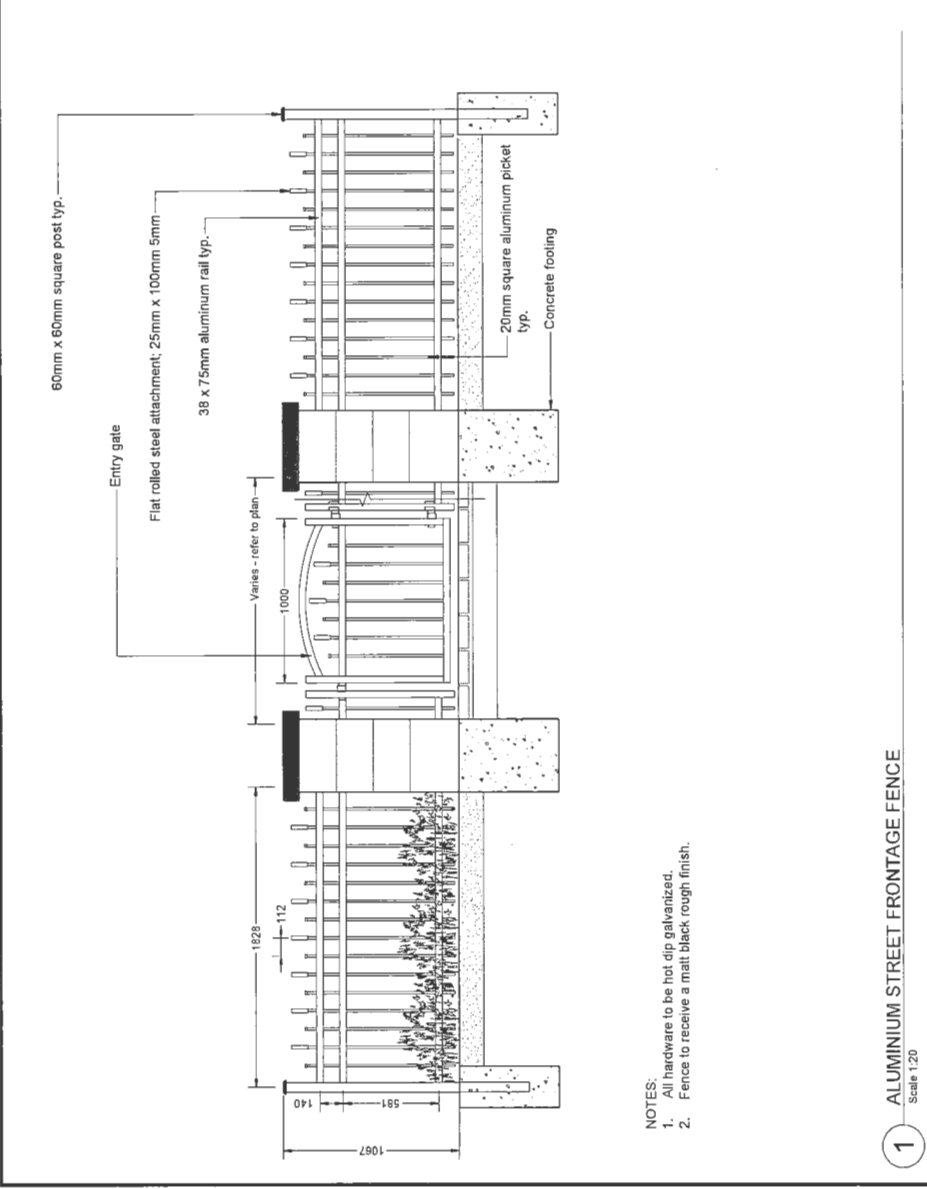 60mm x 60mm square post typ.
Entry gate
Flat rolled steel attachment; 25mm x 100mm 5mm
38 x 75mm aluminum rail typ.
Varies - refer to plan
1000
1828
112
140
581
1067
20mm square aluminum picket
typ.
Concrete footing
NOTES:
1. All hardware to be hot dip galvanized.
2. Fence to receive a matt black rough finish.
1
ALUMINIUM STREET FRONTAGE FENCE
Scale 1:20